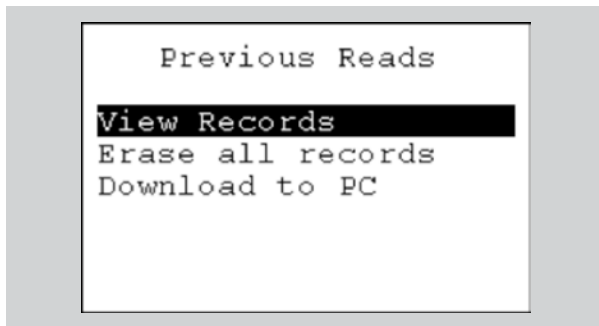 Previous Reads
View Records
Erase all records
Download to PC